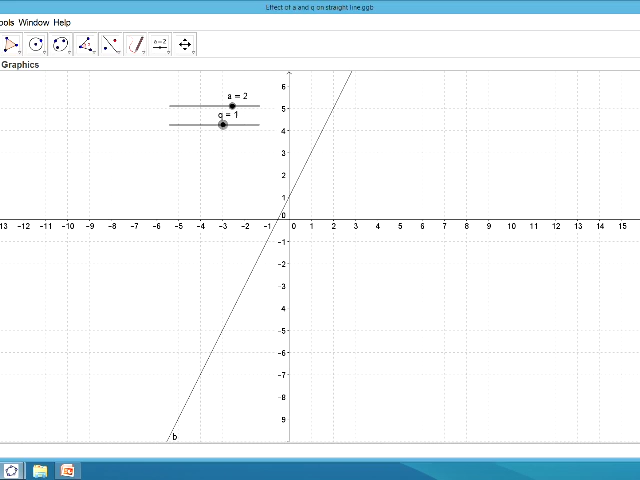 Effect of a and q on straight line.ggb
ools Window Help
a=2
Graphics
a = 2
q = 1
6
5
4
3
2
1
0
13 −12 −11 −10 −9 −8 −7 −6 −5 −4 −3 −2 −1 0 1 2 3 4 5 6 7 8 9 10 11 12 13 14 15
−1
−2
−3
−4
−5
−6
−7
−8
9
b